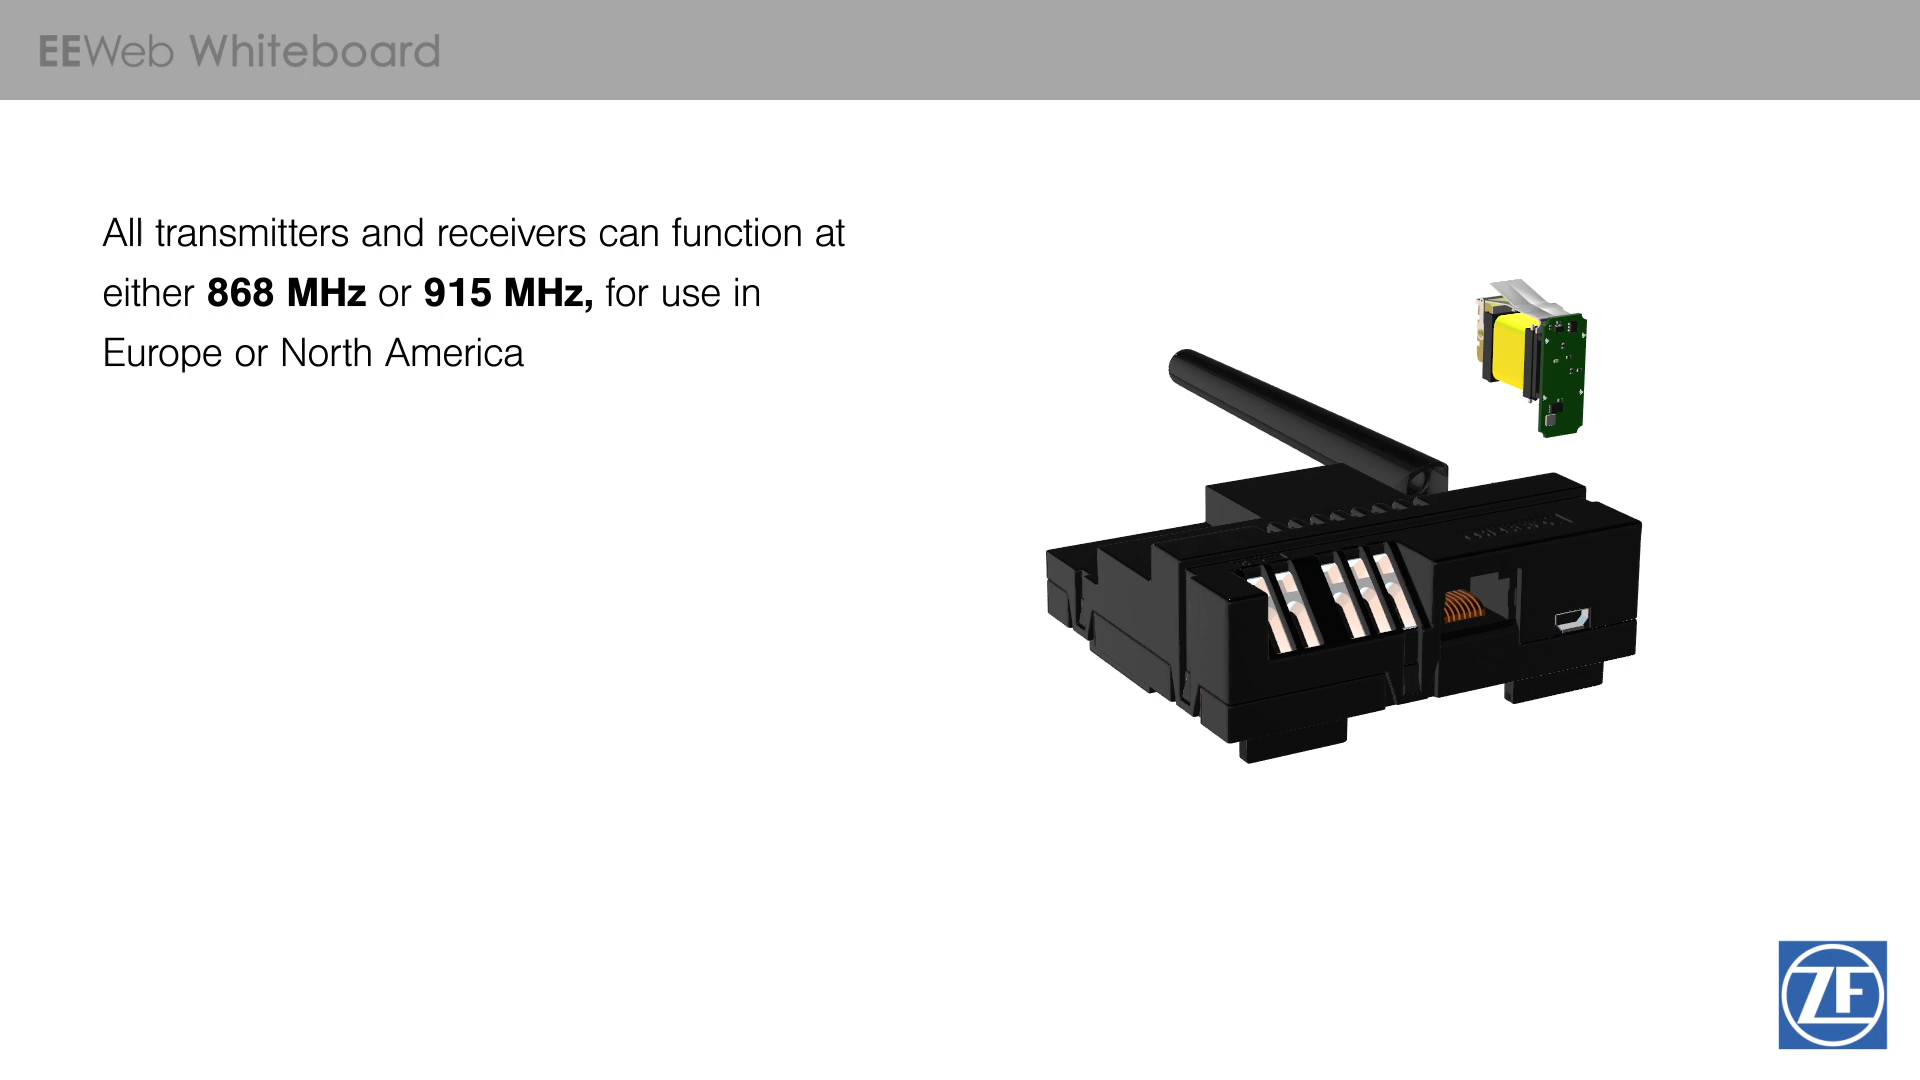 EEWeb Whiteboard
All transmitters and receivers can function at
either 868 MHz or 915 MHz, for use in
Europe or North America
ZF